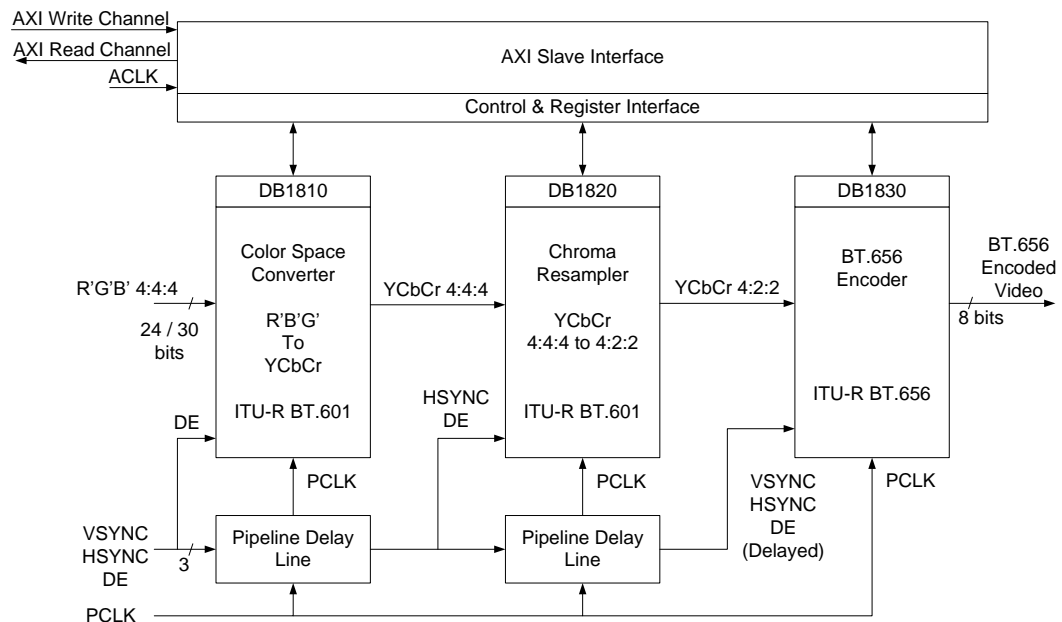 AXI Write Channel
AXI Read Channel
ACLK
AXI Slave Interface
Control & Register Interface
DB1810
Color Space
Converter
R'B'G'
To
YCbCr
ITU-R BT.601
DB1820
Chroma
Resampler
YCbCr
4:4:4 to 4:2:2
ITU-R BT.601
DB1830
BT.656
Encoder
ITU-R BT.656
R'G'B' 4:4:4
24 / 30
bits
YCbCr 4:4:4
YCbCr 4:2:2
BT.656
Encoded
Video
8 bits
DE
HSYNC
DE
PCLK
PCLK
PCLK
VSYNC
HSYNC
DE
(Delayed)
VSYNC
HSYNC
DE
3
Pipeline Delay
Line
Pipeline Delay
Line
PCLK